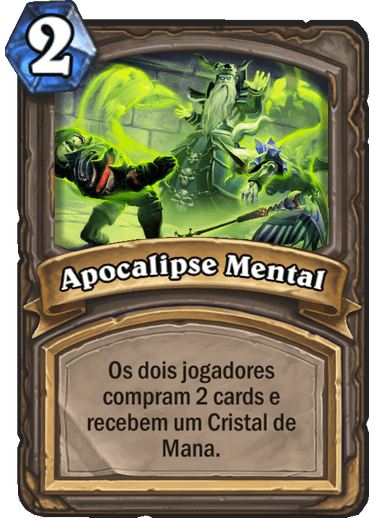 2
Apocalipse Mental
Os dois jogadores
compram 2 cards e
recebem um Cristal de
Mana.